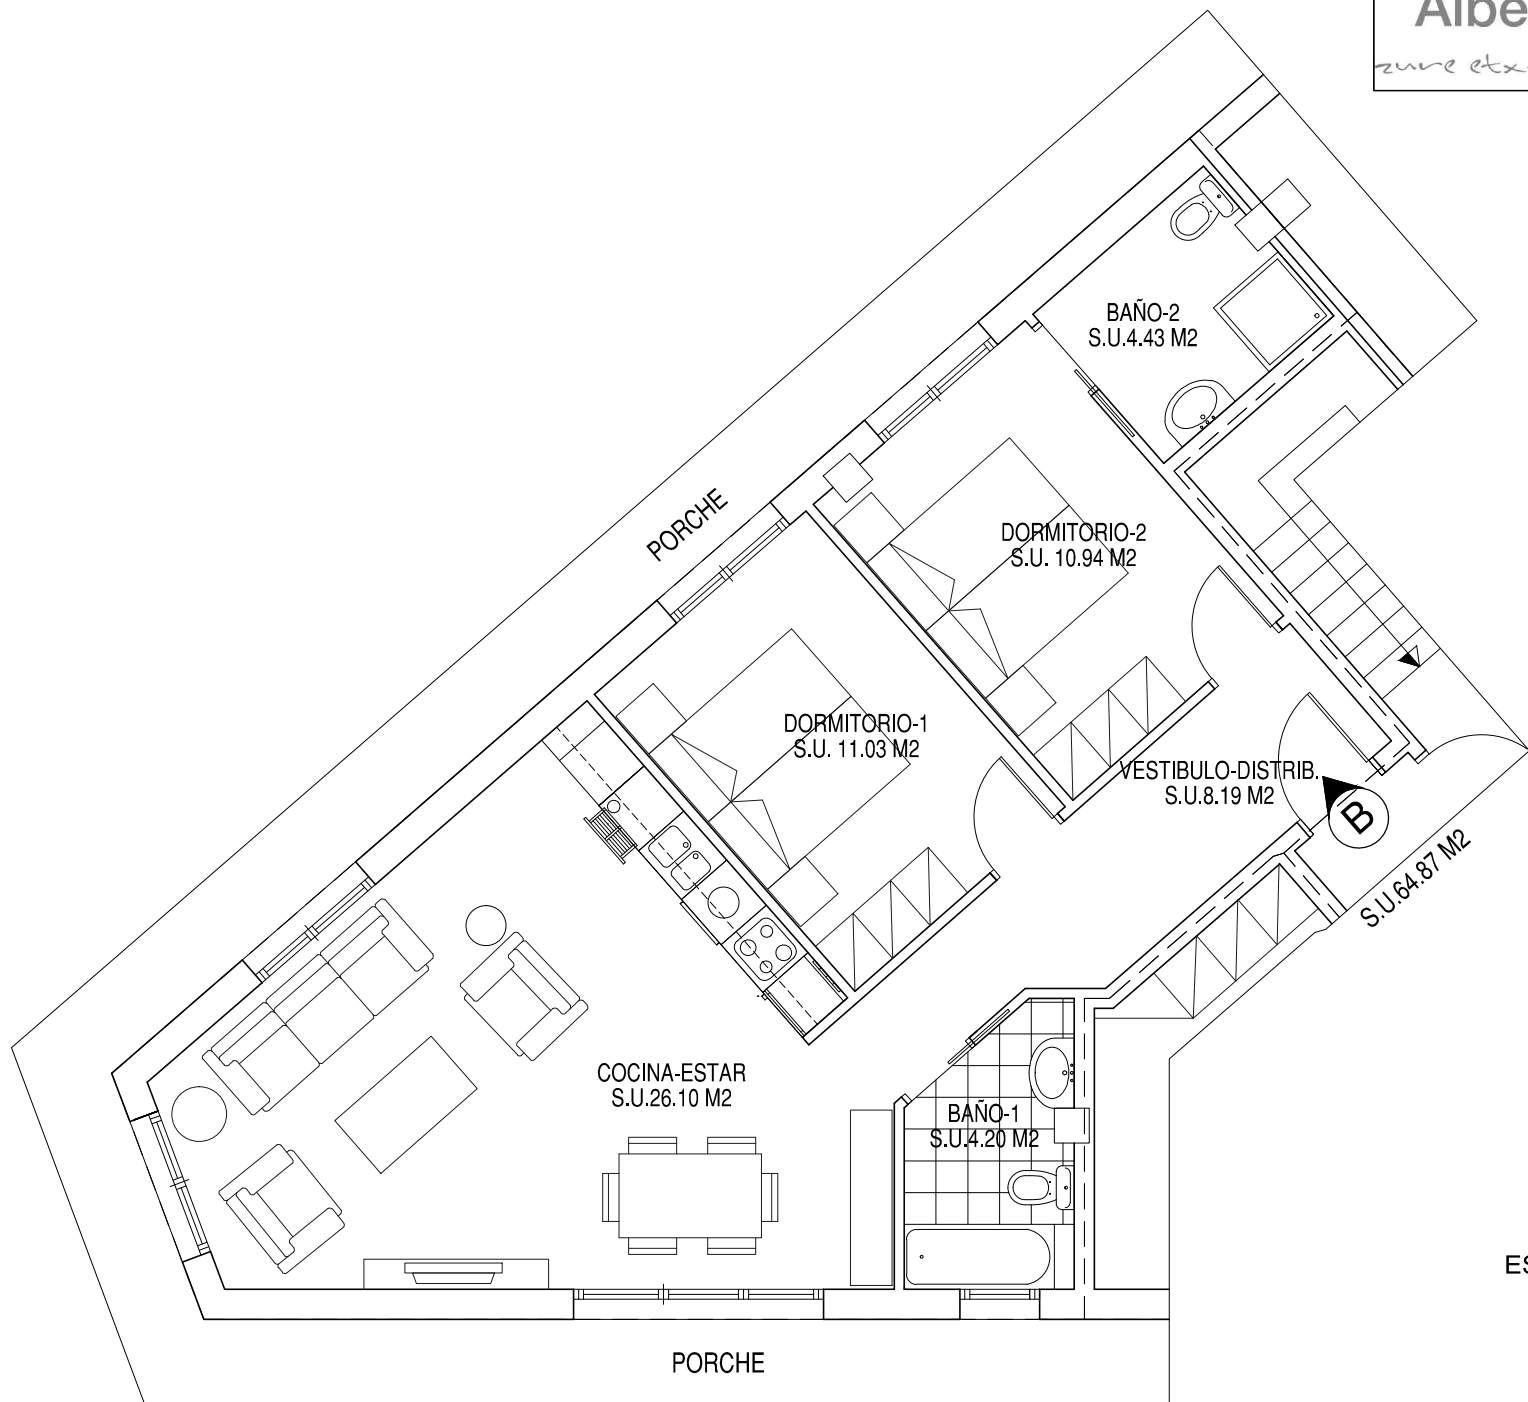 Albe
zure etx
BAÑO-2
S.U.4.43 M2
PORCHE
DORMITORIO-2
S.U. 10.94 M2
DORMITORIO-1
S.U. 11.03 M2
VESTIBULO-DISTRIB.
S.U.8.19 M2
B
S.U.64.87 M2
COCINA-ESTAR
S.U.26.10 M2
BAÑO-1
S.U.4.20 M2
ES
PORCHE